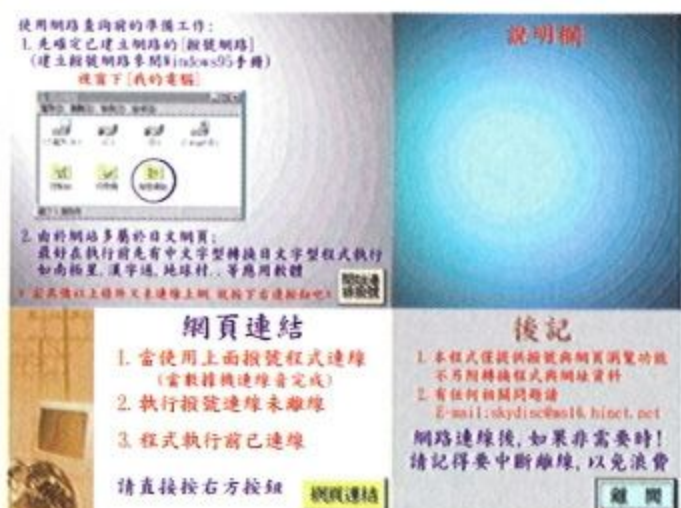 使用網路查詢前的準備工作:
1. 先確定已建立網路的[撥號網路]
(建立撥號網路參閱Windows95手冊)
視窗下[我的電腦]
2. 由於網站多屬於日文網頁:
最好在執行前先有中文字型轉換日文字型程式執行
如南極星,漢字通,地球村..等應用軟體
說明欄
網頁連結
1. 當使用上面撥號程式連線
(當數據機連線音完成)
2. 執行撥號連線未離線
3. 程式執行前已連線
請直接按右方按鈕
網頁連結
後記
1. 本程式僅提供撥號與網頁瀏覽功能
不另附轉換程式與網址資料
2. 有任何相關問題請
E-mail:skydisc@ms16.hinet.net
網路連線後,如果非需要時!
請記得要中斷離線,以免浪費
離 開